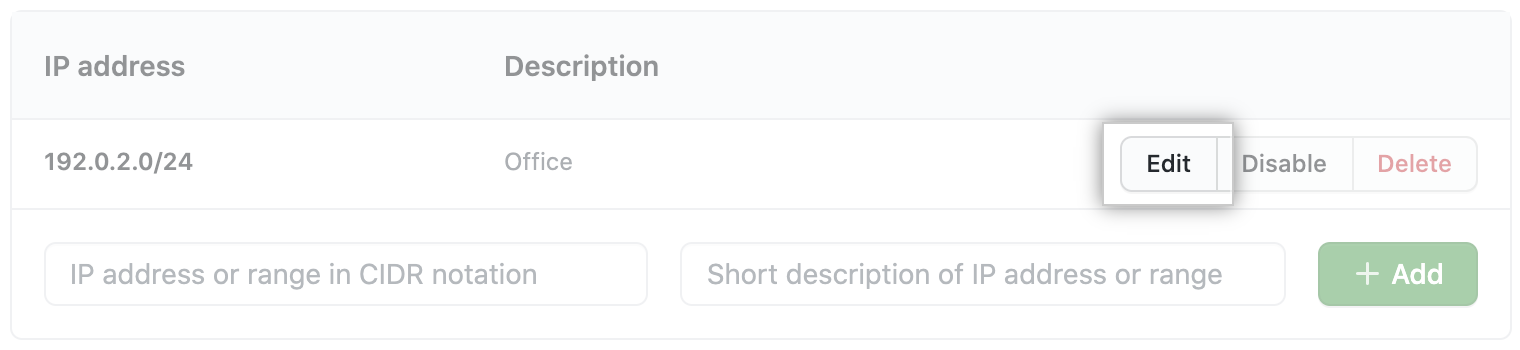 IP address Description
192.0.2.0/24 Office Edit Disable Delete
IP address or range in CIDR notation Short description of IP address or range + Add